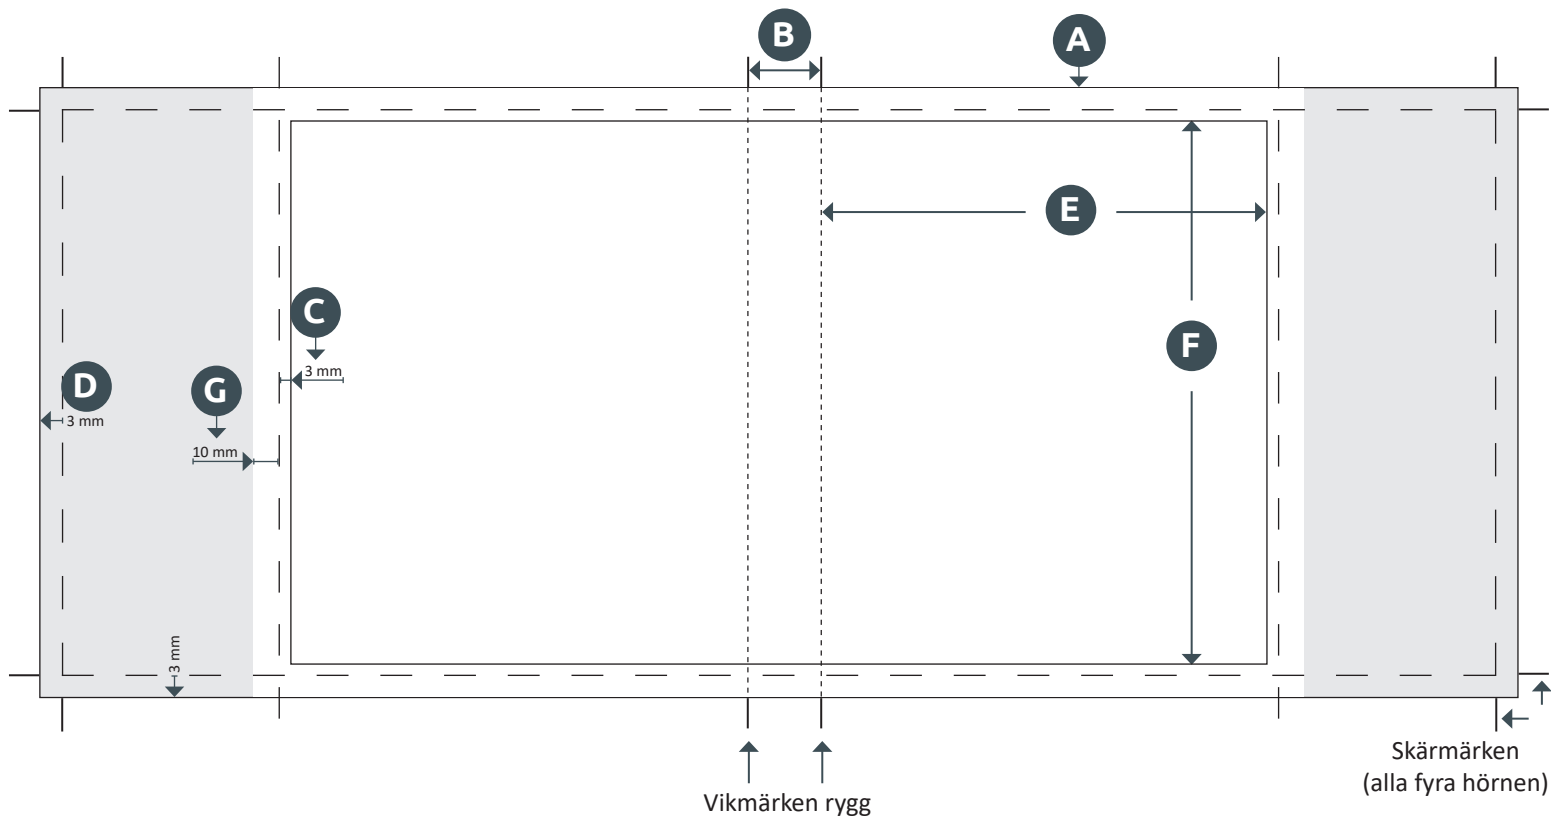 B
A
E
C
F
3 mm
D
G
3 mm
10 mm
3 mm
Skärmärken
(alla fyra hörnen)
Vikmärken rygg